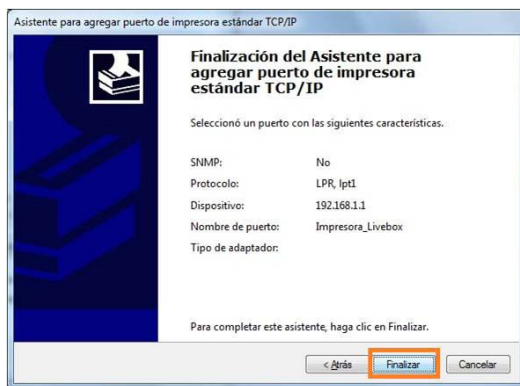 Asistente para agregar puerto de impresora estándar TCP/IP
Finalización del Asistente para
agregar puerto de impresora
estándar TCP/IP
Seleccionó un puerto con las siguientes características.
SNMP: No
Protocolo: LPR, lpt1
Dispositivo: 192.168.1.1
Nombre de puerto: Impresora_Livebox
Tipo de adaptador:
Para completar este asistente, haga clic en Finalizar.
< Atrás Finalizar Cancelar